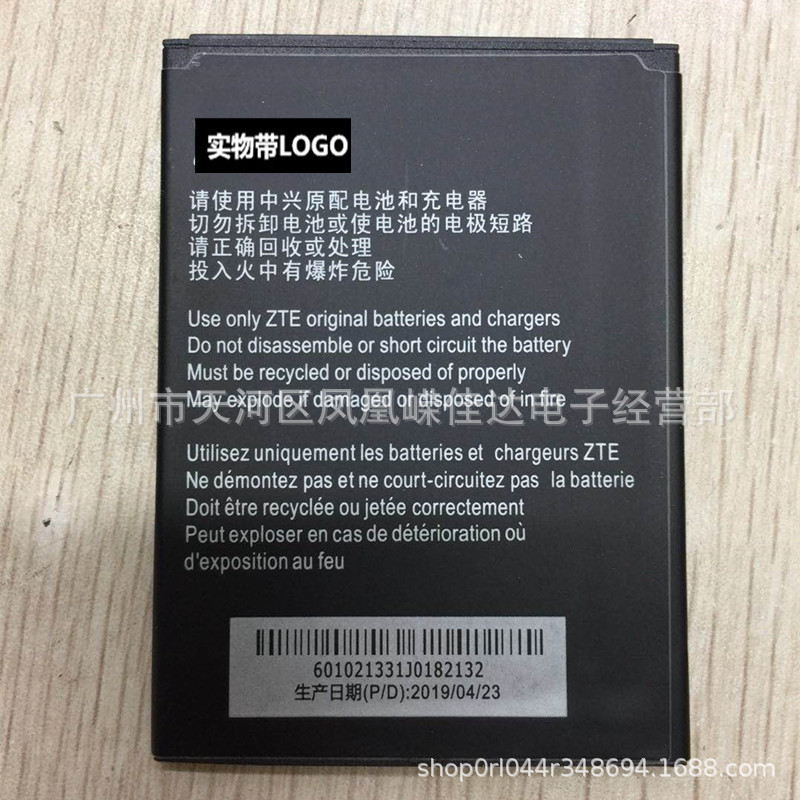 实物带LOGO
请使用中兴原配电池和充电器
切勿拆卸电池或使电池的电极短路
请正确回收或处理
投入火中有爆炸危险
Use only ZTE original batteries and chargers
Do not disassemble or short circuit the battery
Must be recycled or disposed of properly
May explode if damaged or disposed of in fire
广州市天河区凤凰嵘佳达电子经营部
Utilisez uniquement les batteries et chargeurs ZTE
Ne démontez pas et ne court-circuitez pas la batterie
Doit être recyclée ou jetée correctement
Peut exploser en cas de détérioration où
d'exposition au feu
601021331J0182132
生产日期(P/D):2019/04/23
shop0rl044r348694.1688.com